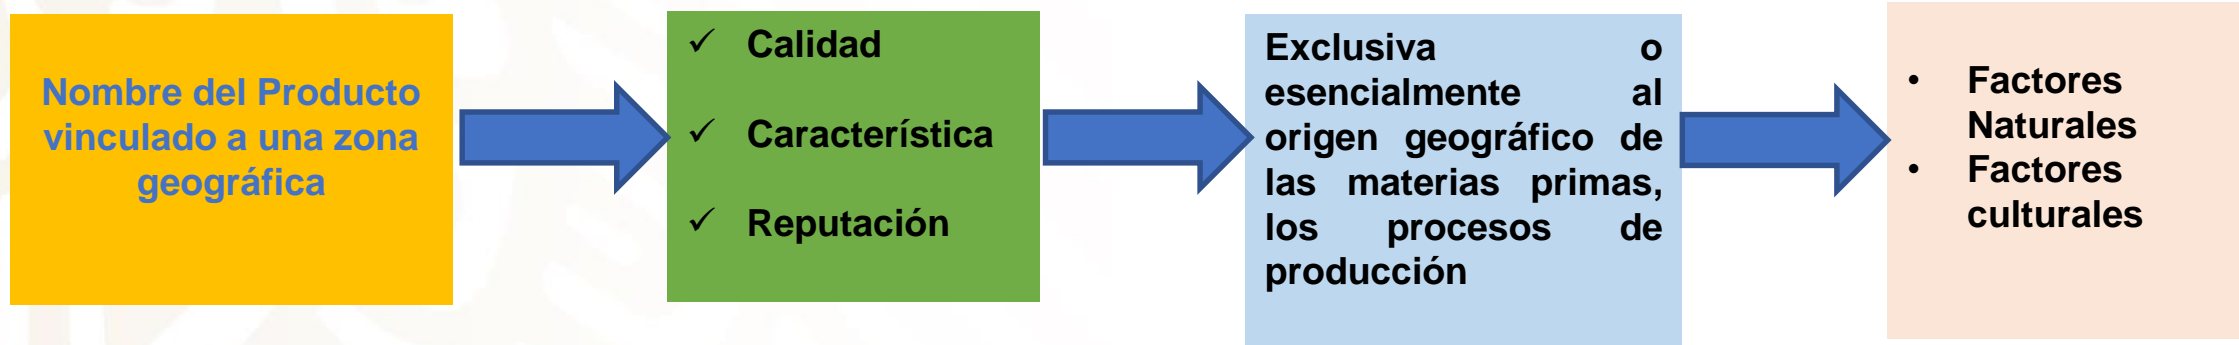 Nombre del Producto
vinculado a una zona
geográfica
✓ Calidad
✓ Característica
✓ Reputación
Exclusiva o
esencialmente al
origen geográfico de
las materias primas,
los procesos de
producción
• Factores
Naturales
• Factores
culturales